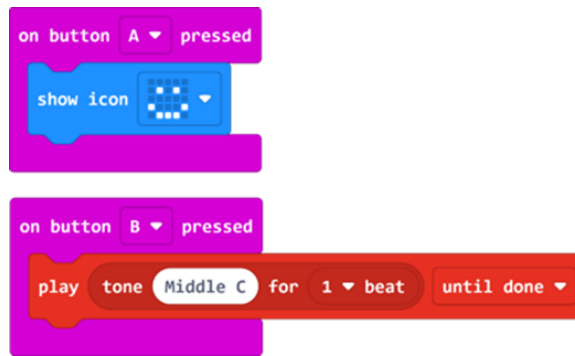 on button A pressed
show icon
on button B pressed
play tone Middle C for 1 beat until done